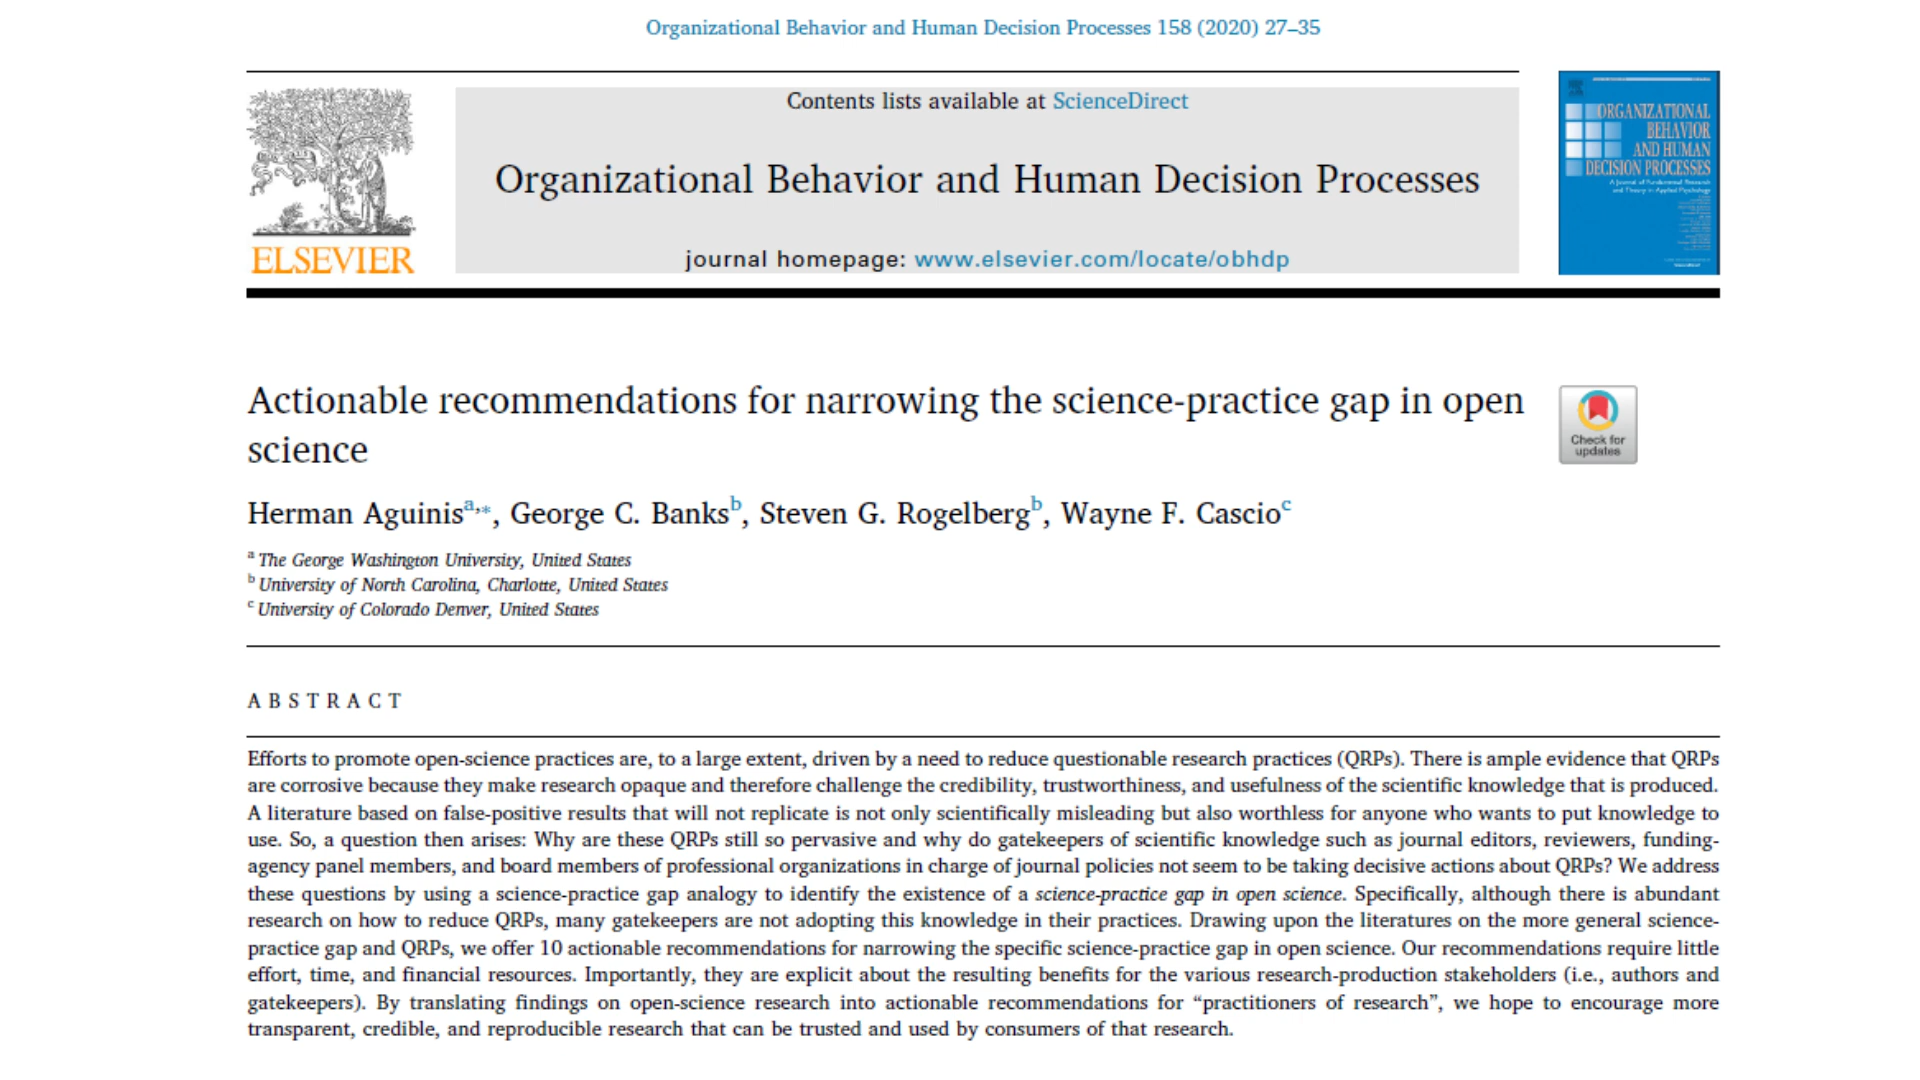 Organizational Behavior and Human Decision Processes 158 (2020) 27–35
Contents lists available at ScienceDirect
Organizational Behavior and Human Decision Processes
journal homepage: www.elsevier.com/locate/obhdp
ELSEVIER
ORGANIZATIONAL
BEHAVIOR
AND HUMAN
DECISION PROCESSES
A Journal of Fundamental Research
and Theory in Applied Psychology
Actionable recommendations for narrowing the science-practice gap in open
science
Check for
updates
Herman Aguinisᵃ,*, George C. Banksᵇ, Steven G. Rogelbergᵇ, Wayne F. Cascioᶜ
ᵃ The George Washington University, United States
ᵇ University of North Carolina, Charlotte, United States
ᶜ University of Colorado Denver, United States
ABSTRACT
Efforts to promote open-science practices are, to a large extent, driven by a need to reduce questionable research practices (QRPs). There is ample evidence that QRPs
are corrosive because they make research opaque and therefore challenge the credibility, trustworthiness, and usefulness of the scientific knowledge that is produced.
A literature based on false-positive results that will not replicate is not only scientifically misleading but also worthless for anyone who wants to put knowledge to
use. So, a question then arises: Why are these QRPs still so pervasive and why do gatekeepers of scientific knowledge such as journal editors, reviewers, funding-
agency panel members, and board members of professional organizations in charge of journal policies not seem to be taking decisive actions about QRPs? We address
these questions by using a science-practice gap analogy to identify the existence of a science-practice gap in open science. Specifically, although there is abundant
research on how to reduce QRPs, many gatekeepers are not adopting this knowledge in their practices. Drawing upon the literatures on the more general science-
practice gap and QRPs, we offer 10 actionable recommendations for narrowing the specific science-practice gap in open science. Our recommendations require little
effort, time, and financial resources. Importantly, they are explicit about the resulting benefits for the various research-production stakeholders (i.e., authors and
gatekeepers). By translating findings on open-science research into actionable recommendations for “practitioners of research”, we hope to encourage more
transparent, credible, and reproducible research that can be trusted and used by consumers of that research.